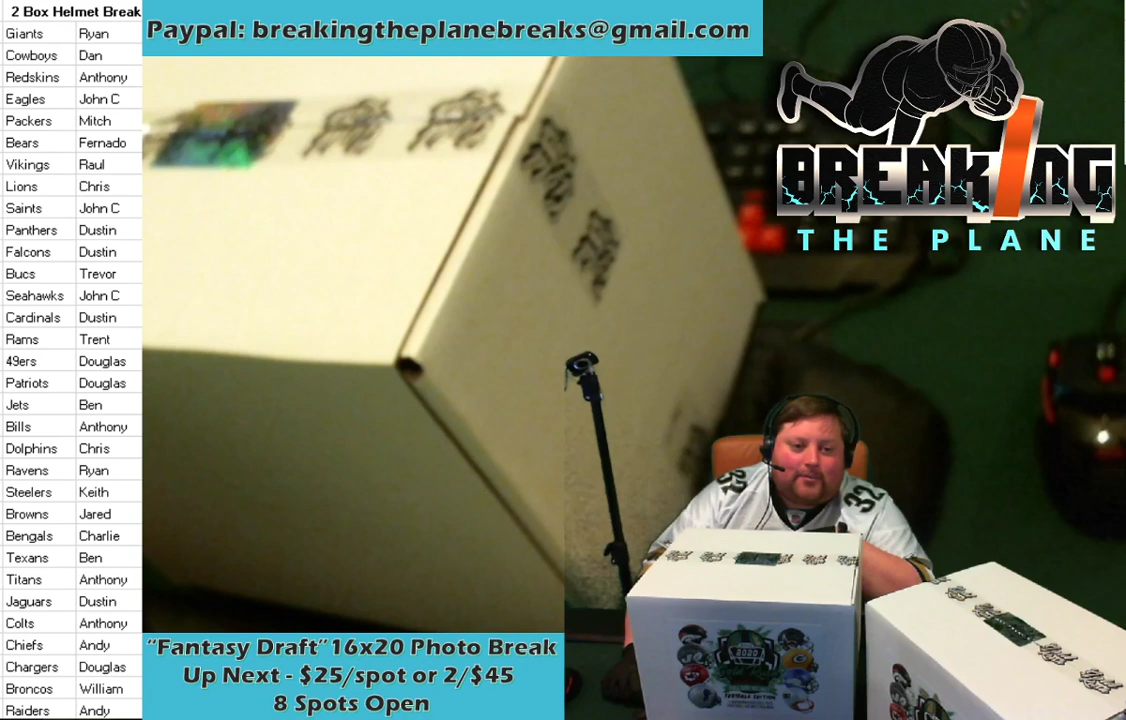 2 Box Helmet Break
Giants Ryan
Cowboys Dan
Redskins Anthony
Eagles John C
Packers Mitch
Bears Fernado
Vikings Raul
Lions Chris
Saints John C
Panthers Dustin
Falcons Dustin
Bucs Trevor
Seahawks John C
Cardinals Dustin
Rams Trent
49ers Douglas
Patriots Douglas
Jets Ben
Bills Anthony
Dolphins Chris
Ravens Ryan
Steelers Keith
Browns Jared
Bengals Charlie
Texans Ben
Titans Anthony
Jaguars Dustin
Colts Anthony
Chiefs Andy
Chargers Douglas
Broncos William
Raiders Andy
Paypal: breakingtheplanebreaks@gmail.com
BREAKING
THE PLANE
32
32
2020
"Fantasy Draft" 16x20 Photo Break
Up Next - $25/spot or 2/$45
8 Spots Open